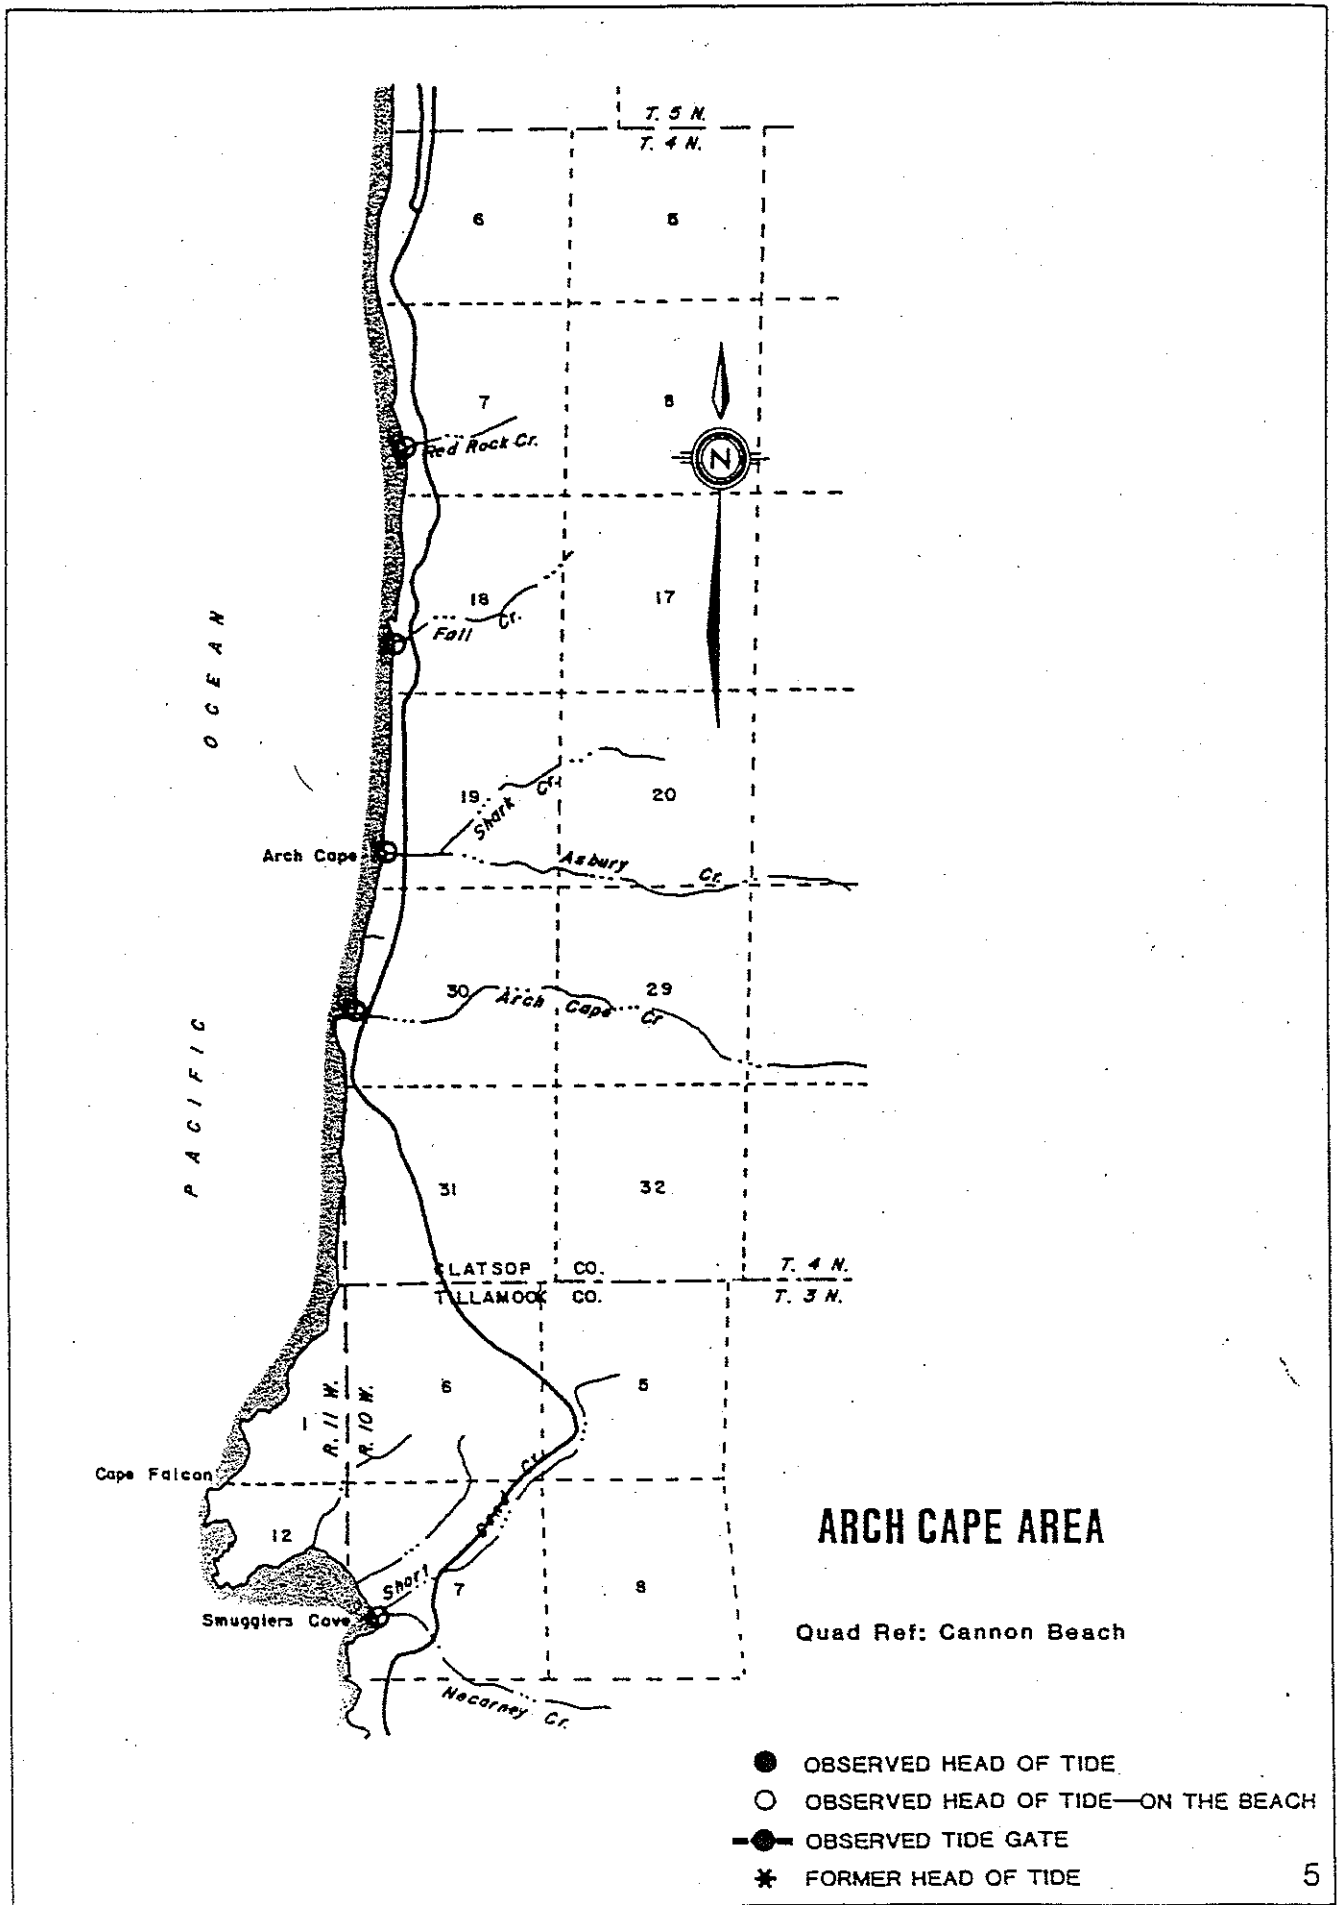 T. 5 N.
T. 4 N.
6
5
7
8
Red Rock Cr.
N
18
17
Fall Cr.
OCEAN
19
Shark Cr.
20
Arch Cape
Asbury Cr.
30
Arch Cape Cr
29
PACIFIC
31
32
CLATSOP CO.
T. 4 N.
TILLAMOOK CO.
T. 3 N.
6
5
1
R. 11 W.
R. 10 W.
Cape Falcon
12
Short Sand Cr.
7
8
Smugglers Cove
Necarney Cr.
ARCH CAPE AREA
Quad Ref: Cannon Beach
OBSERVED HEAD OF TIDE
OBSERVED HEAD OF TIDE—ON THE BEACH
OBSERVED TIDE GATE
FORMER HEAD OF TIDE
5